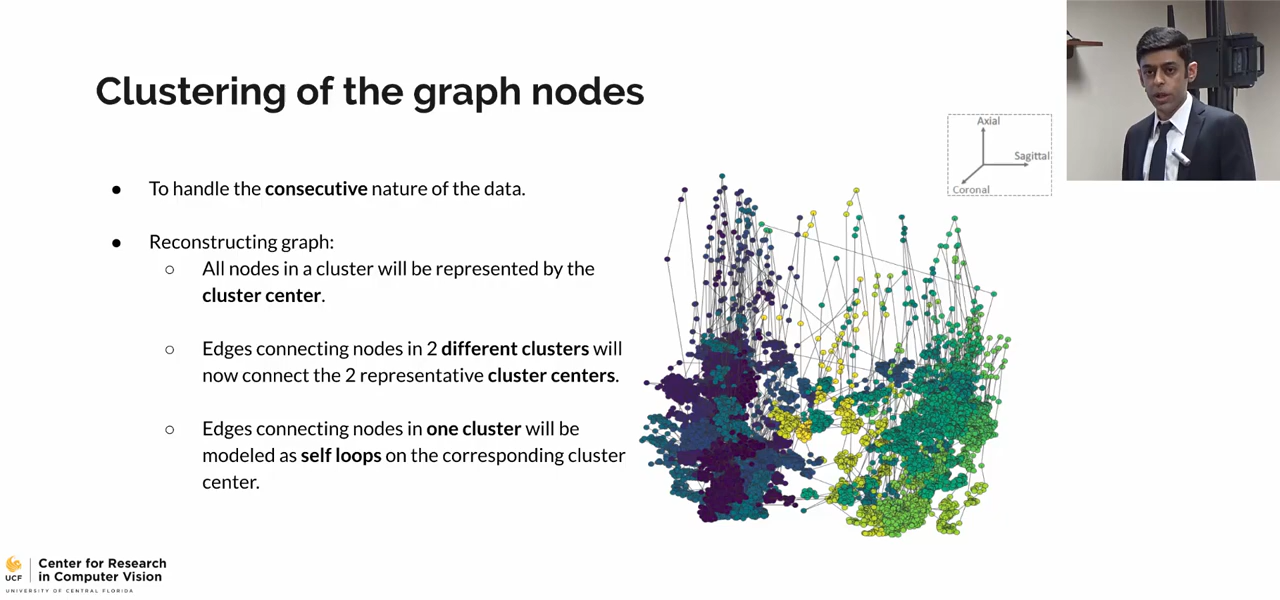 Clustering of the graph nodes
● To handle the consecutive nature of the data.
● Reconstructing graph:
○ All nodes in a cluster will be represented by the
cluster center.
○ Edges connecting nodes in 2 different clusters will
now connect the 2 representative cluster centers.
○ Edges connecting nodes in one cluster will be
modeled as self loops on the corresponding cluster
center.
Axial
Sagittal
Coronal
UCF
Center for Research
in Computer Vision
UNIVERSITY OF CENTRAL FLORIDA